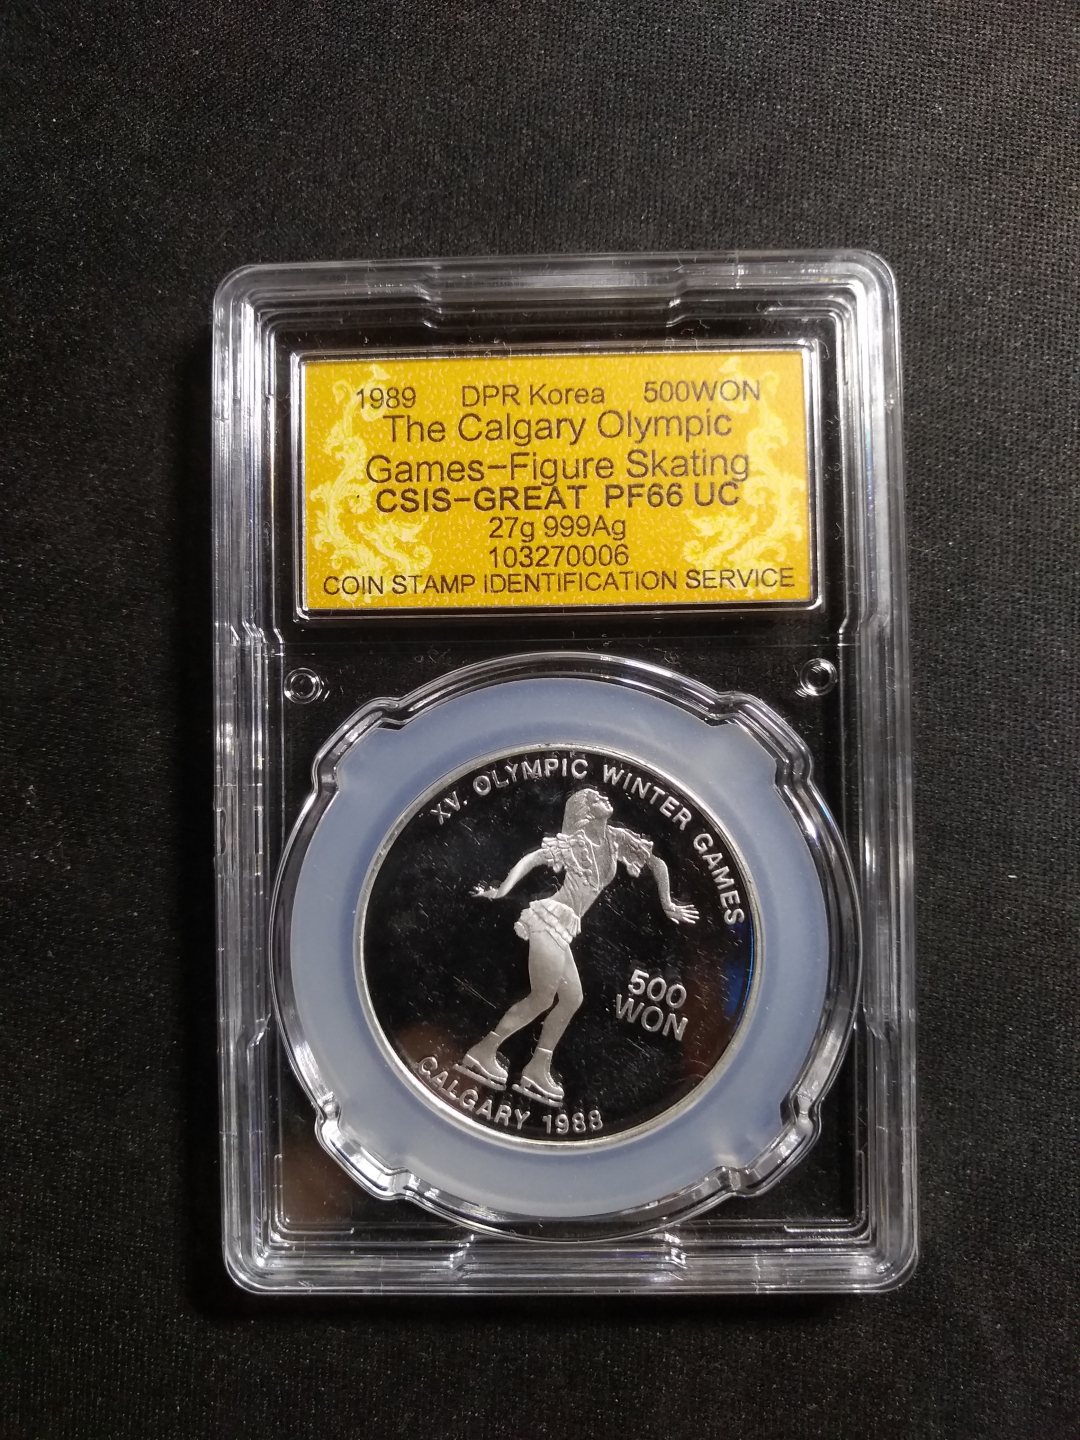 1989 DPR Korea 500WON
The Calgary Olympic
Games-Figure Skating
CSIS-GREAT PF66 UC
27g 999Ag
103270006
COIN STAMP IDENTIFICATION SERVICE
XV. OLYMPIC WINTER GAMES
500
WON
CALGARY 1988